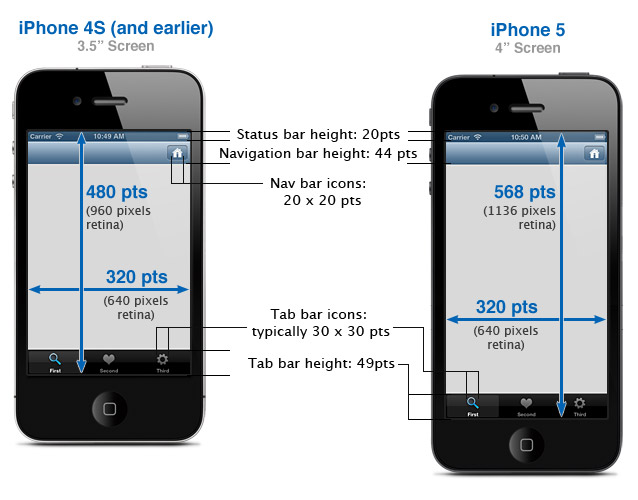 iPhone 4S (and earlier)
3.5” Screen
iPhone 5
4” Screen
Carrier
10:49 AM
Carrier
10:50 AM
Status bar height: 20pts
Navigation bar height: 44 pts
Nav bar icons:
20 x 20 pts
480 pts
(960 pixels
retina)
568 pts
(1136 pixels
retina)
320 pts
(640 pixels
retina)
320 pts
(640 pixels
retina)
Tab bar icons:
typically 30 x 30 pts
Tab bar height: 49pts
First
Second
Third
First
Second
Third